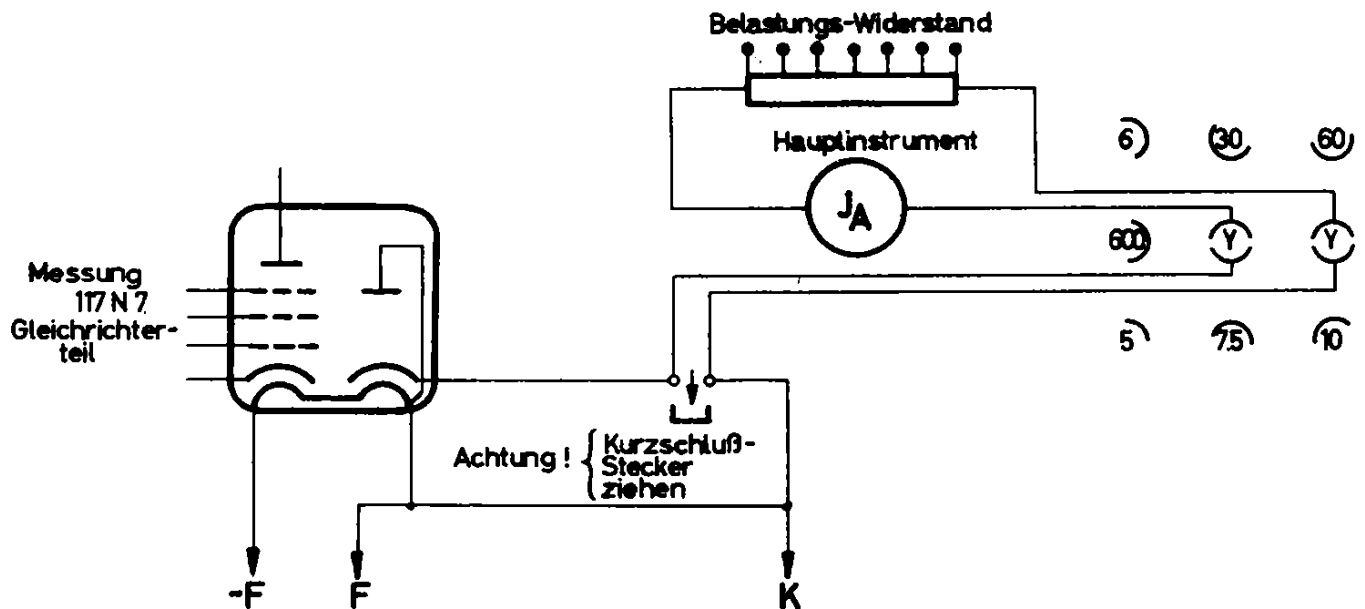 Belastungs-Widerstand
Hauptinstrument
JA
6
30
60
600
Y
Y
5
7.5
10
Messung
117 N 7
Gleichrichter-
teil
Achtung !
Kurzschluß-
Stecker
ziehen
-F
F
K